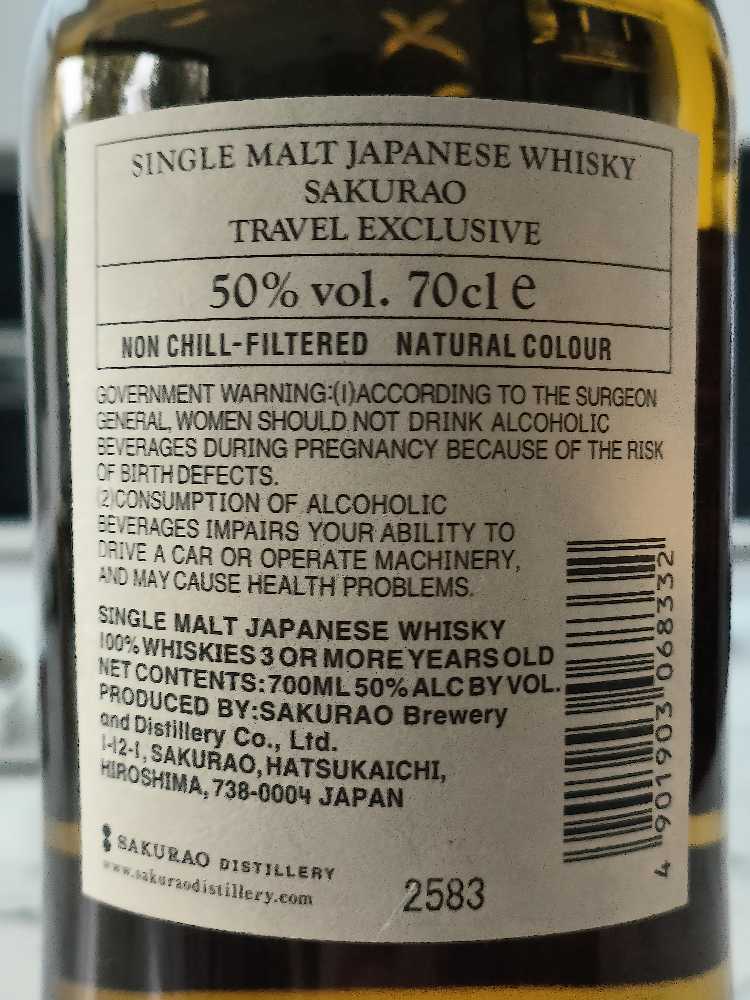 SINGLE MALT JAPANESE WHISKY
SAKURAO
TRAVEL EXCLUSIVE
50% vol. 70cl e
NON CHILL-FILTERED NATURAL COLOUR
GOVERNMENT WARNING:(1)ACCORDING TO THE SURGEON
GENERAL, WOMEN SHOULD NOT DRINK ALCOHOLIC
BEVERAGES DURING PREGNANCY BECAUSE OF THE RISK
OF BIRTH DEFECTS.
(2)CONSUMPTION OF ALCOHOLIC
BEVERAGES IMPAIRS YOUR ABILITY TO
DRIVE A CAR OR OPERATE MACHINERY,
AND MAY CAUSE HEALTH PROBLEMS.
SINGLE MALT JAPANESE WHISKY
100% WHISKIES 3 OR MORE YEARS OLD
NET CONTENTS:700ML 50% ALC BY VOL.
PRODUCED BY:SAKURAO Brewery
and Distillery Co., Ltd.
1-12-1, SAKURAO, HATSUKAICHI,
HIROSHIMA, 738-0004 JAPAN
4 901903 068332
SAKURAO DISTILLERY
www.sakuraodistillery.com
2583